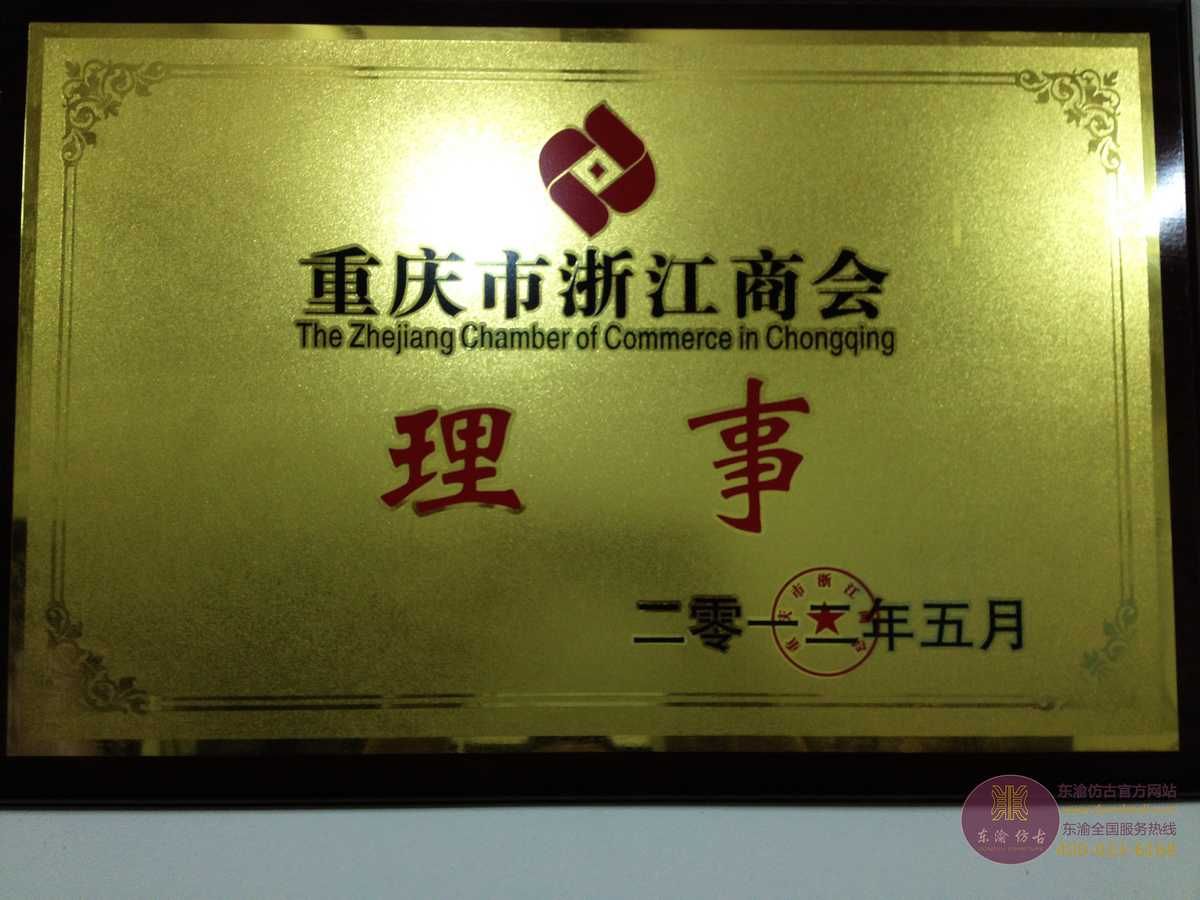 重庆市浙江商会
The Zhejiang Chamber of Commerce in Chongqing
理 事
二零一二年五月
东渝仿古
东渝仿古官方网站
东渝全国服务热线